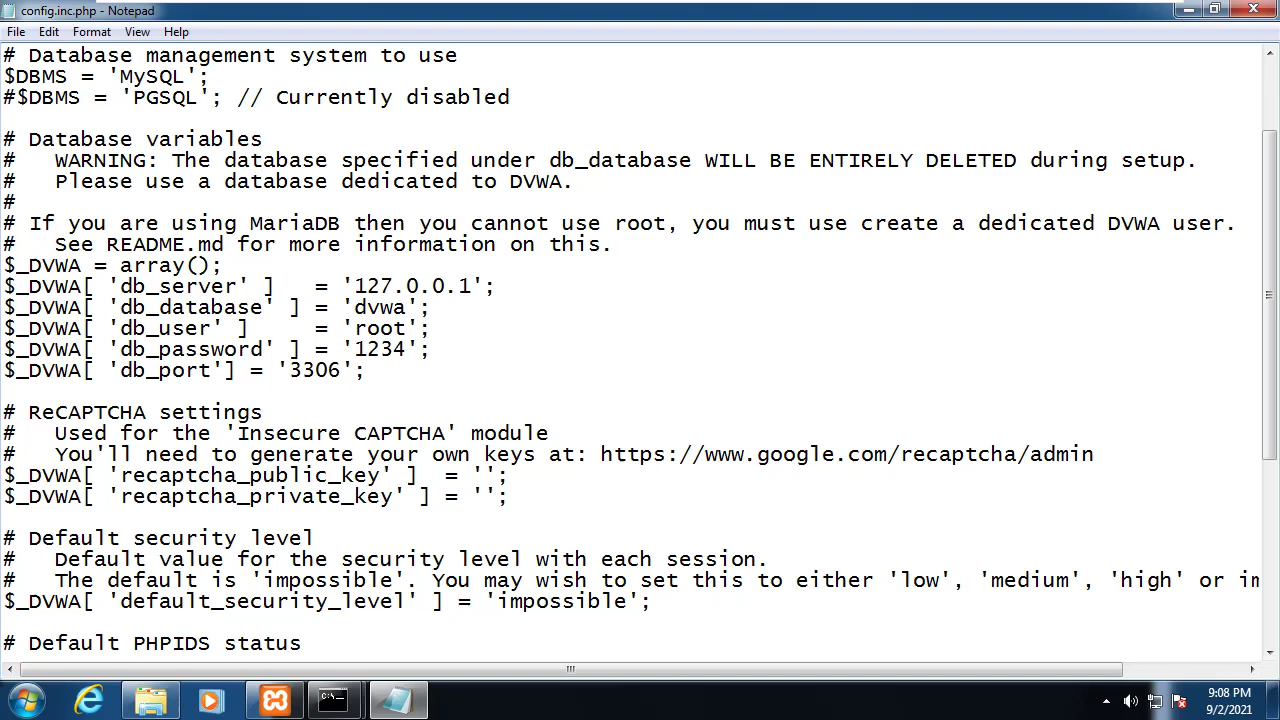 config.inc.php - Notepad
File Edit Format View Help
# Database management system to use
$DBMS = 'MySQL';
#$DBMS = 'PGSQL'; // Currently disabled
# Database variables
#   WARNING: The database specified under db_database WILL BE ENTIRELY DELETED during setup.
#   Please use a database dedicated to DVWA.
#
# If you are using MariaDB then you cannot use root, you must use create a dedicated DVWA user.
#   See README.md for more information on this.
$_DVWA = array();
$_DVWA[ 'db_server' ]   = '127.0.0.1';
$_DVWA[ 'db_database' ] = 'dvwa';
$_DVWA[ 'db_user' ]     = 'root';
$_DVWA[ 'db_password' ] = '1234';
$_DVWA[ 'db_port'] = '3306';
# ReCAPTCHA settings
#   Used for the 'Insecure CAPTCHA' module
#   You'll need to generate your own keys at: https://www.google.com/recaptcha/admin
$_DVWA[ 'recaptcha_public_key' ]  = '';
$_DVWA[ 'recaptcha_private_key' ] = '';
# Default security level
#   Default value for the security level with each session.
#   The default is 'impossible'. You may wish to set this to either 'low', 'medium', 'high' or im
$_DVWA[ 'default_security_level' ] = 'impossible';
# Default PHPIDS status
C:\
9:08 PM
9/2/2021